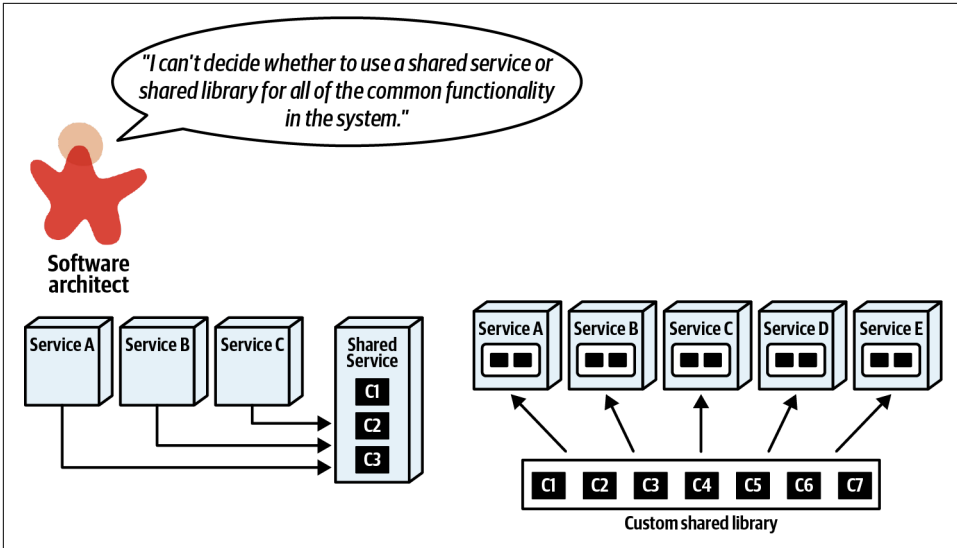 "I can't decide whether to use a shared service or
shared library for all of the common functionality
in the system."
Software
architect
Service A
Service B
Service C
Shared
Service
C1
C2
C3
Service A
Service B
Service C
Service D
Service E
C1 C2 C3 C4 C5 C6 C7
Custom shared library